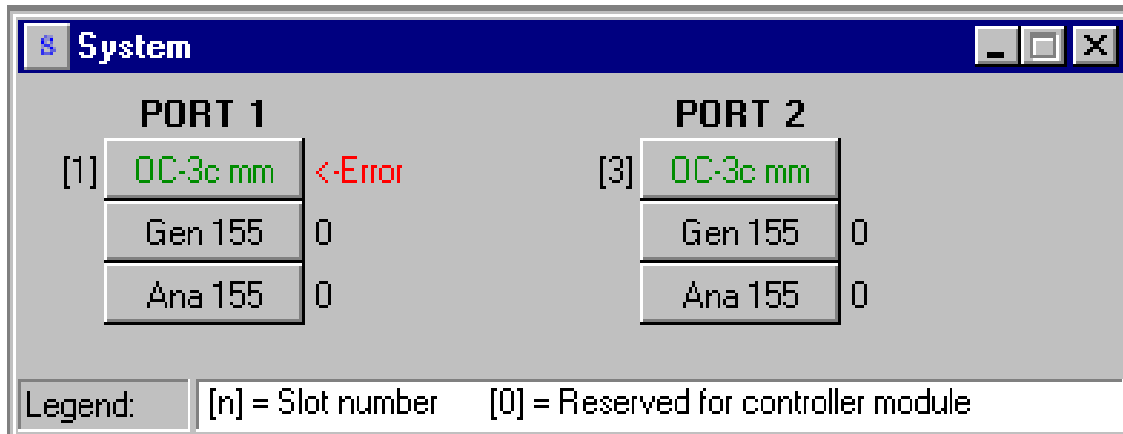 S System
PORT 1 PORT 2
[1] OC-3c mm <-Error [3] OC-3c mm
Gen 155 0 Gen 155 0
Ana 155 0 Ana 155 0
Legend: [n] = Slot number [0] = Reserved for controller module